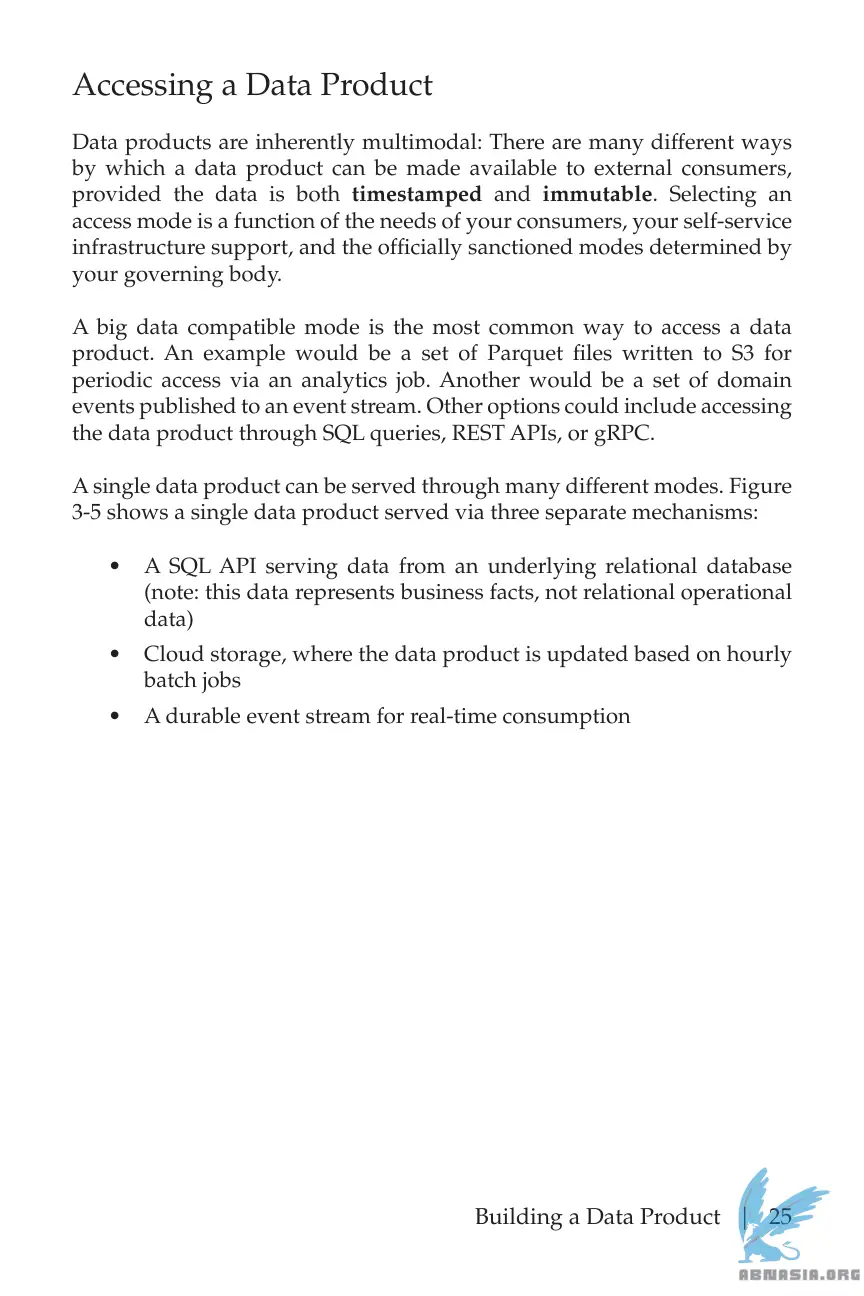 Accessing a Data Product
Data products are inherently multimodal: There are many different ways
by which a data product can be made available to external consumers,
provided the data is both timestamped and immutable. Selecting an
access mode is a function of the needs of your consumers, your self-service
infrastructure support, and the officially sanctioned modes determined by
your governing body.
A big data compatible mode is the most common way to access a data
product. An example would be a set of Parquet files written to S3 for
periodic access via an analytics job. Another would be a set of domain
events published to an event stream. Other options could include accessing
the data product through SQL queries, REST APIs, or gRPC.
A single data product can be served through many different modes. Figure
3-5 shows a single data product served via three separate mechanisms:
• A SQL API serving data from an underlying relational database
(note: this data represents business facts, not relational operational
data)
• Cloud storage, where the data product is updated based on hourly
batch jobs
• A durable event stream for real-time consumption
Building a Data Product | 25
ABNASIA.ORG